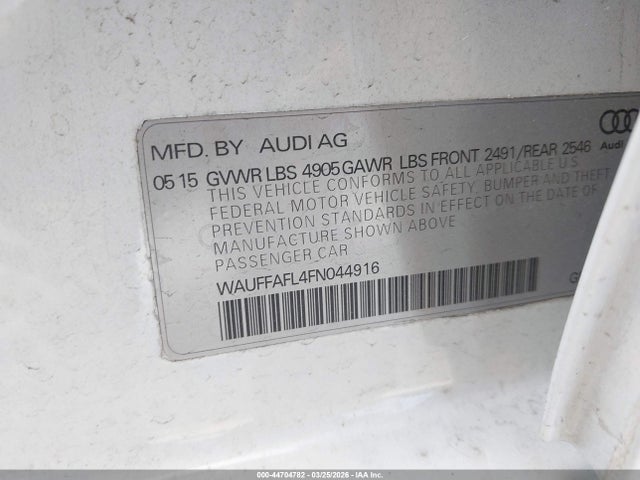 MFD. BY AUDI AG
Audi
05 15 GVWR LBS 4905 GAWR LBS FRONT 2491/REAR 2546
THIS VEHICLE CONFORMS TO ALL APPLICABLE U.S
FEDERAL MOTOR VEHICLE SAFETY, BUMPER AND THEFT
PREVENTION STANDARDS IN EFFECT ON THE DATE OF
MANUFACTURE SHOWN ABOVE
PASSENGER CAR
WAUFFAFL4FN044916
000-44704782 | 03/25/2026 | IAA Inc.